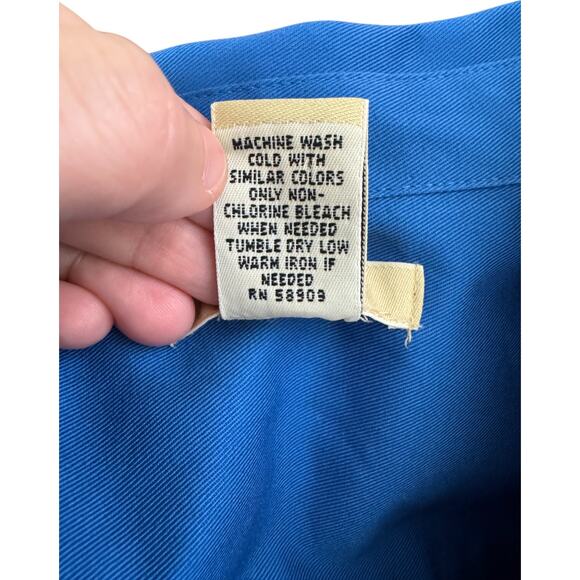 MACHINE WASH
COLD WITH
SIMILAR COLORS
ONLY NON-
CHLORINE BLEACH
WHEN NEEDED
TUMBLE DRY LOW
WARM IRON IF
NEEDED
RN 58909